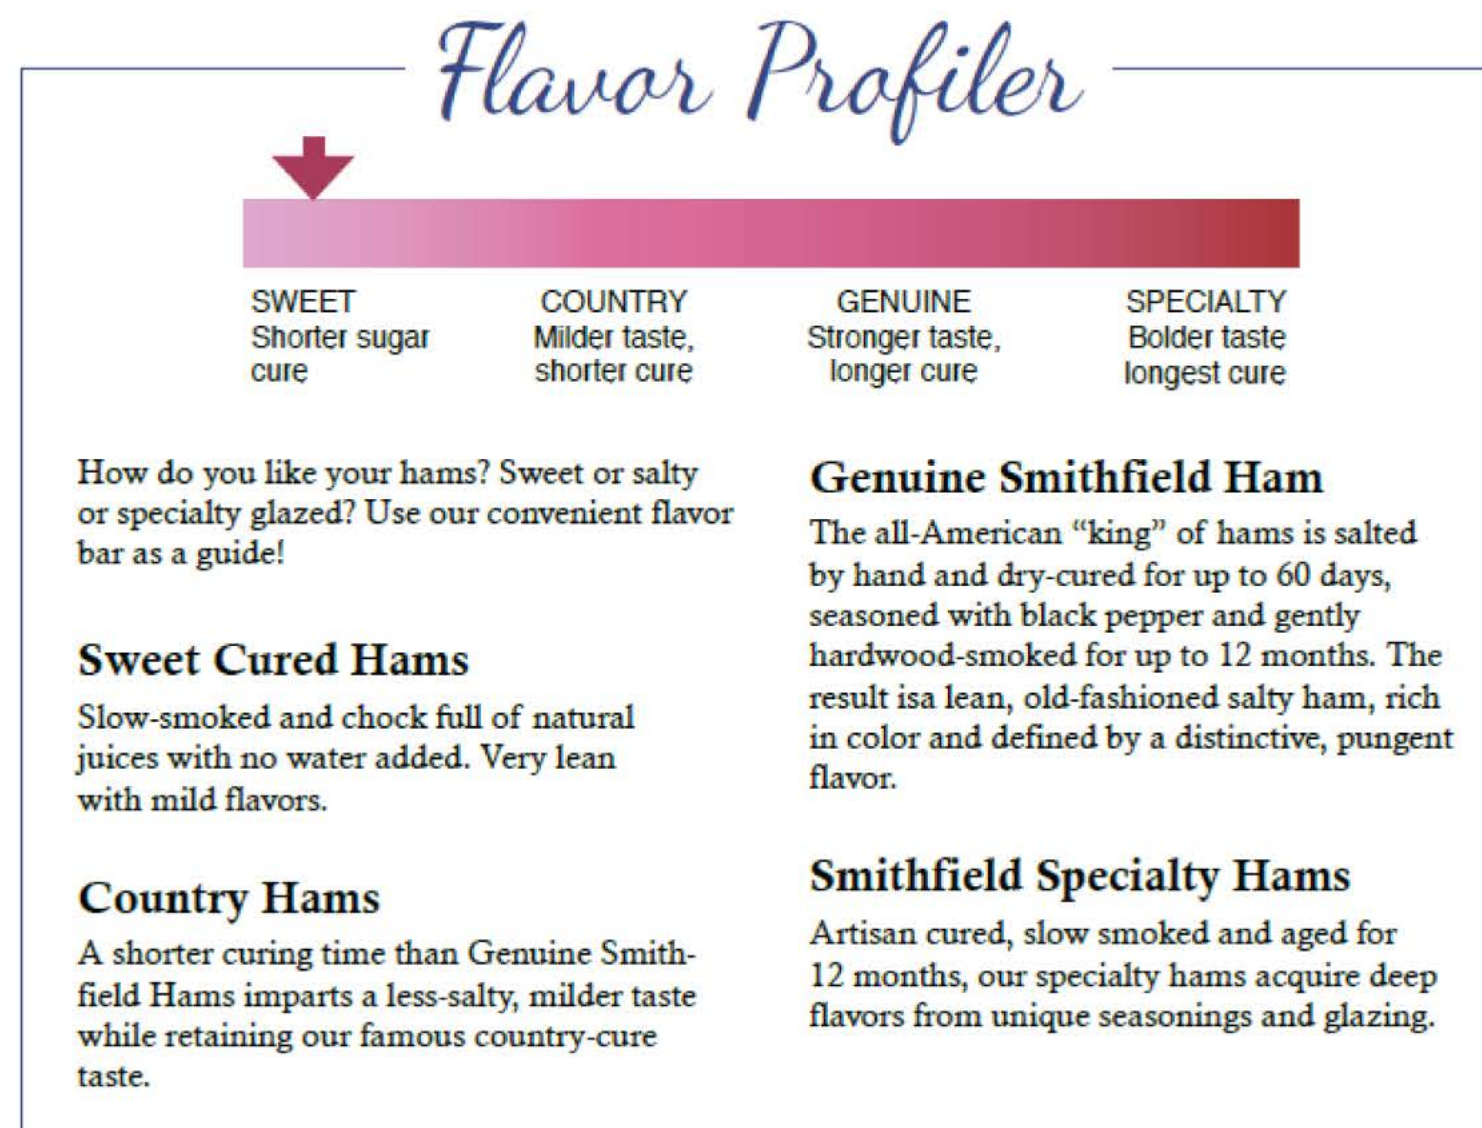 Flavor Profiler
SWEET
Shorter sugar
cure
COUNTRY
Milder taste,
shorter cure
GENUINE
Stronger taste,
longer cure
SPECIALTY
Bolder taste
longest cure
How do you like your hams? Sweet or salty
or specialty glazed? Use our convenient flavor
bar as a guide!
Sweet Cured Hams
Slow-smoked and chock full of natural
juices with no water added. Very lean
with mild flavors.
Country Hams
A shorter curing time than Genuine Smith-
field Hams imparts a less-salty, milder taste
while retaining our famous country-cure
taste.
Genuine Smithfield Ham
The all-American “king” of hams is salted
by hand and dry-cured for up to 60 days,
seasoned with black pepper and gently
hardwood-smoked for up to 12 months. The
result isa lean, old-fashioned salty ham, rich
in color and defined by a distinctive, pungent
flavor.
Smithfield Specialty Hams
Artisan cured, slow smoked and aged for
12 months, our specialty hams acquire deep
flavors from unique seasonings and glazing.